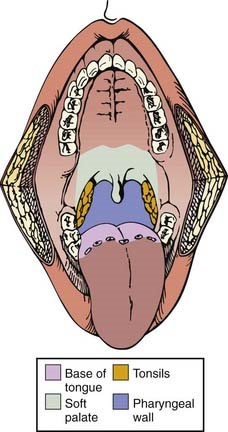 Base of tongue
Tonsils
Soft palate
Pharyngeal wall